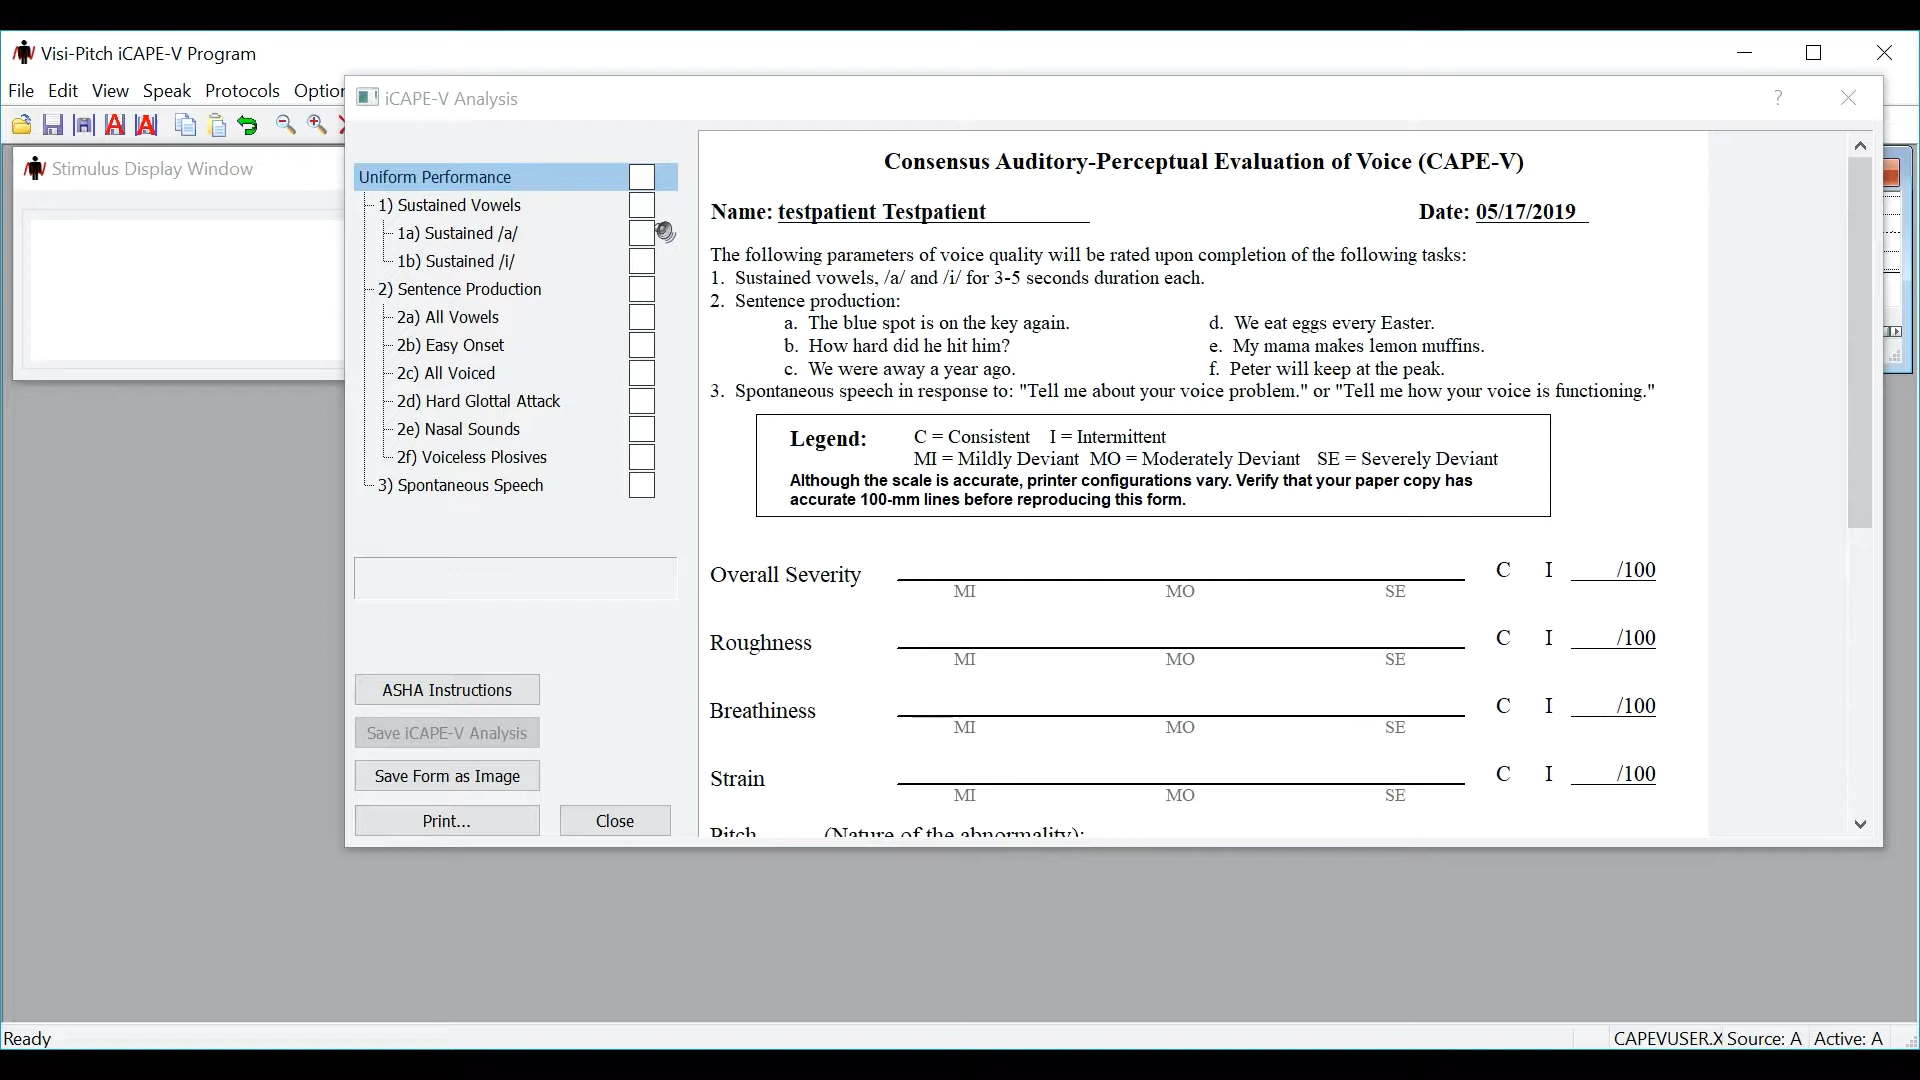 Visi-Pitch iCAPE-V Program
File Edit View Speak Protocols
iCAPE-V Analysis
?
Stimulus Display Window
Uniform Performance
1) Sustained Vowels
1a) Sustained /a/
1b) Sustained /i/
2) Sentence Production
2a) All Vowels
2b) Easy Onset
2c) All Voiced
2d) Hard Glottal Attack
2e) Nasal Sounds
2f) Voiceless Plosives
3) Spontaneous Speech
ASHA Instructions
Save iCAPE-V Analysis
Save Form as Image
Print...
Close
Consensus Auditory-Perceptual Evaluation of Voice (CAPE-V)
Name: testpatient Testpatient Date: 05/17/2019
The following parameters of voice quality will be rated upon completion of the following tasks:
1. Sustained vowels, /a/ and /i/ for 3-5 seconds duration each.
2. Sentence production:
a. The blue spot is on the key again. d. We eat eggs every Easter.
b. How hard did he hit him? e. My mama makes lemon muffins.
c. We were away a year ago. f. Peter will keep at the peak.
3. Spontaneous speech in response to: "Tell me about your voice problem." or "Tell me how your voice is functioning."
Legend: C = Consistent I = Intermittent
MI = Mildly Deviant MO = Moderately Deviant SE = Severely Deviant
Although the scale is accurate, printer configurations vary. Verify that your paper copy has
accurate 100-mm lines before reproducing this form.
Overall Severity C I /100
MI MO SE
Roughness C I /100
MI MO SE
Breathiness C I /100
MI MO SE
Strain C I /100
MI MO SE
Pitch (Nature of the abnormality):
Ready
CAPEVUSER.X Source: A Active: A